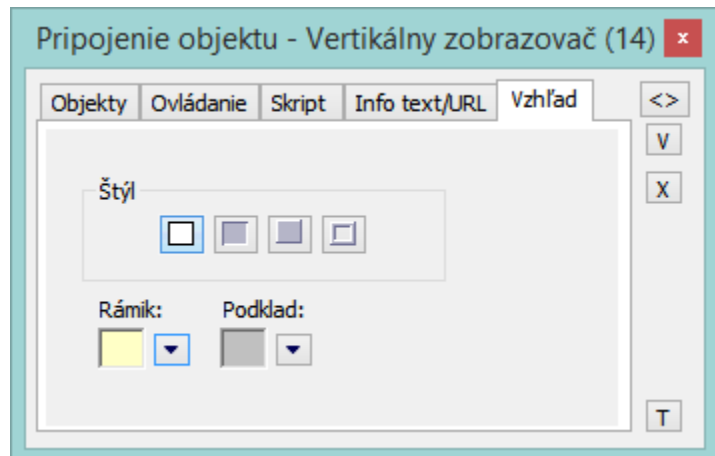 Pripojenie objektu - Vertikálny zobrazovač (14) x
Objekty Ovládanie Skript Info text/URL Vzhľad <>
V
X
Štýl
Rámik: Podklad:
T